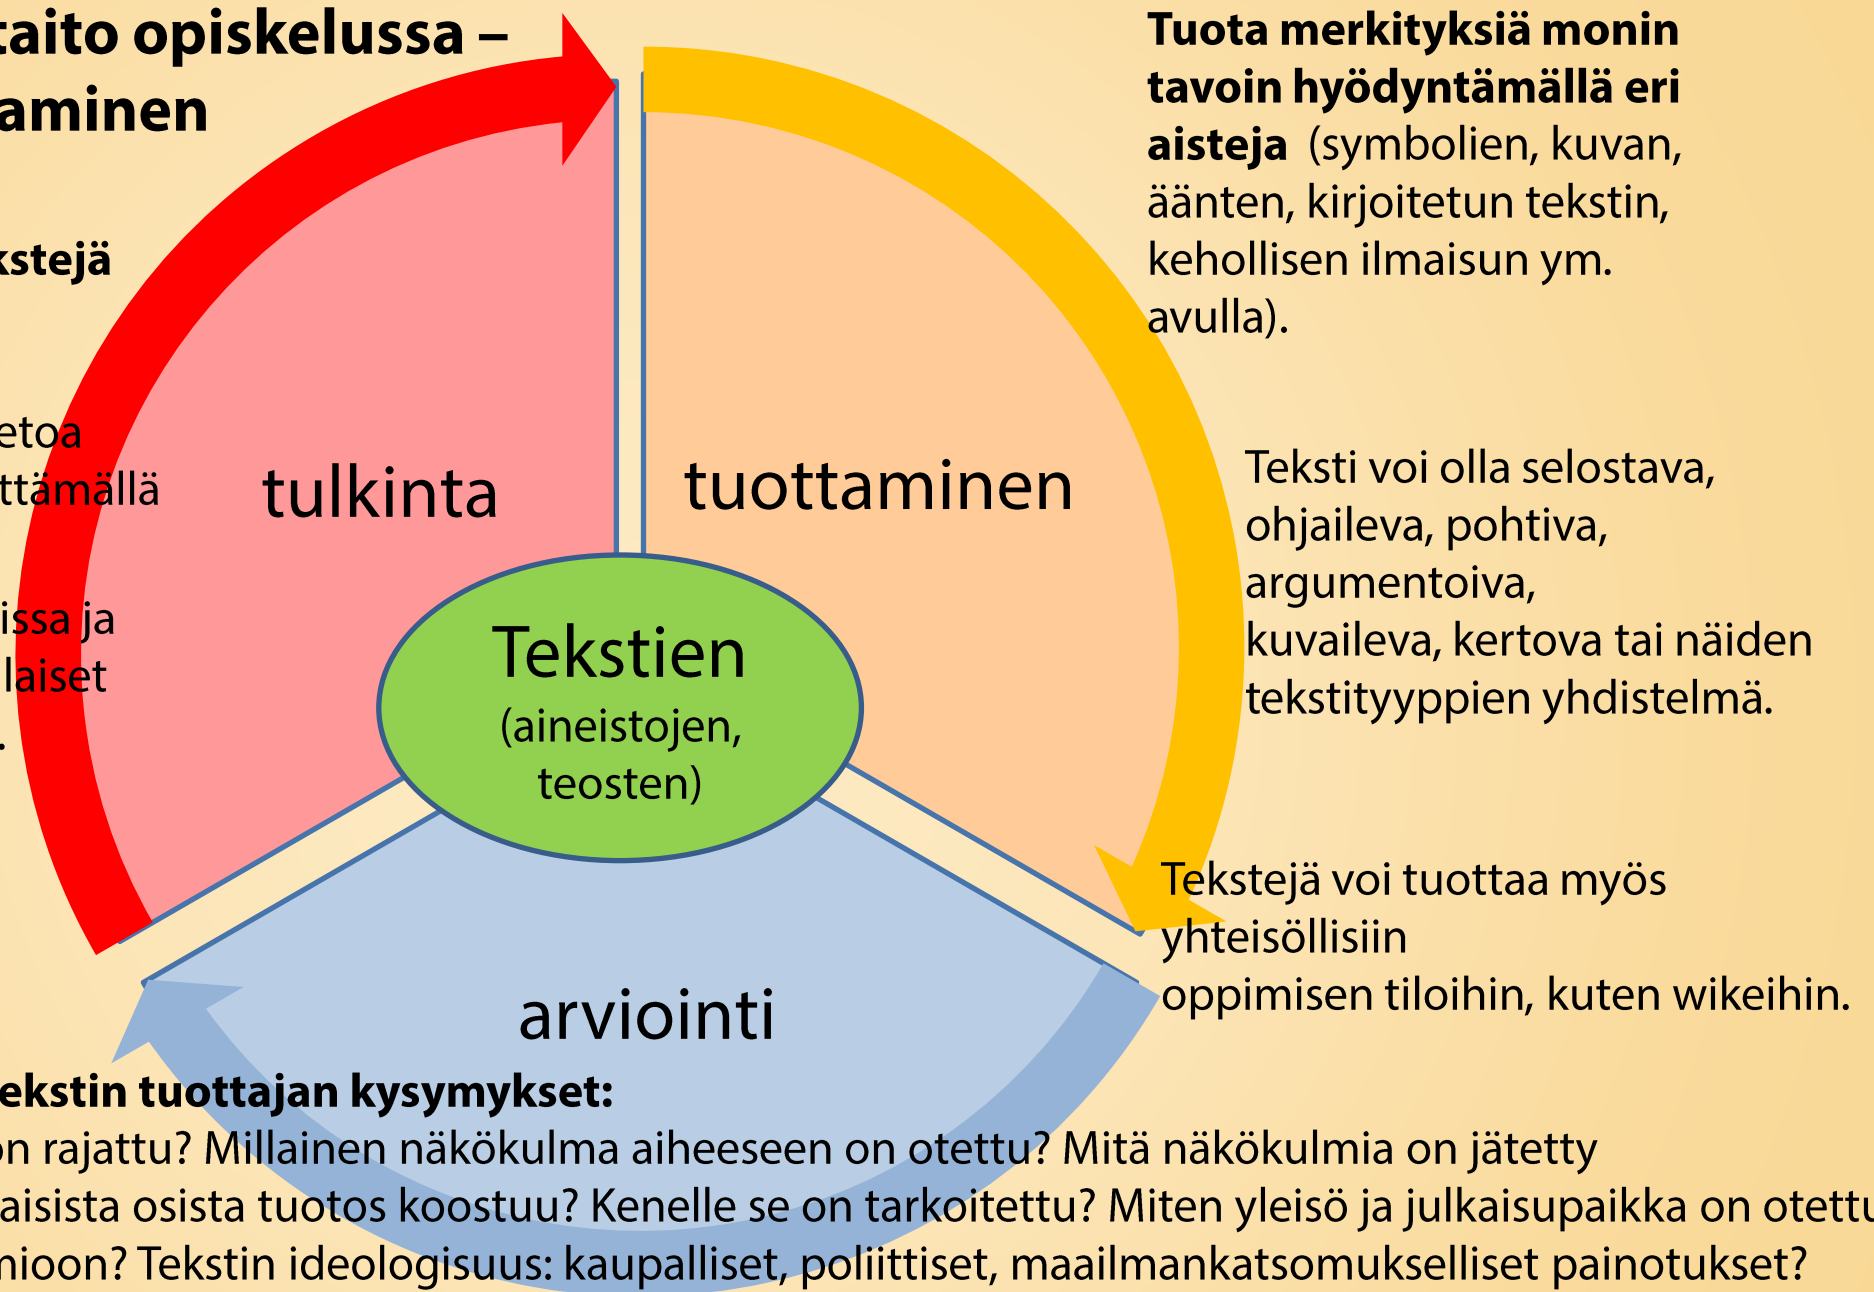 taito opiskelussa –
aminen
kstejä
etoa
ttämällä
issa ja
laiset
.
tulkinta
tuottaminen
Tekstien
(aineistojen,
teosten)
arviointi
Tuota merkityksiä monin
tavoin hyödyntämällä eri
aisteja (symbolien, kuvan,
äänten, kirjoitetun tekstin,
kehollisen ilmaisun ym.
avulla).
Teksti voi olla selostava,
ohjaileva, pohtiva,
argumentoiva,
kuvaileva, kertova tai näiden
tekstityyppien yhdistelmä.
Tekstejä voi tuottaa myös
yhteisöllisiin
oppimisen tiloihin, kuten wikeihin.
ekstin tuottajan kysymykset:
on rajattu? Millainen näkökulma aiheeseen on otettu? Mitä näkökulmia on jätetty
aisista osista tuotos koostuu? Kenelle se on tarkoitettu? Miten yleisö ja julkaisupaikka on otettu
mioon? Tekstin ideologisuus: kaupalliset, poliittiset, maailmankatsomukselliset painotukset?